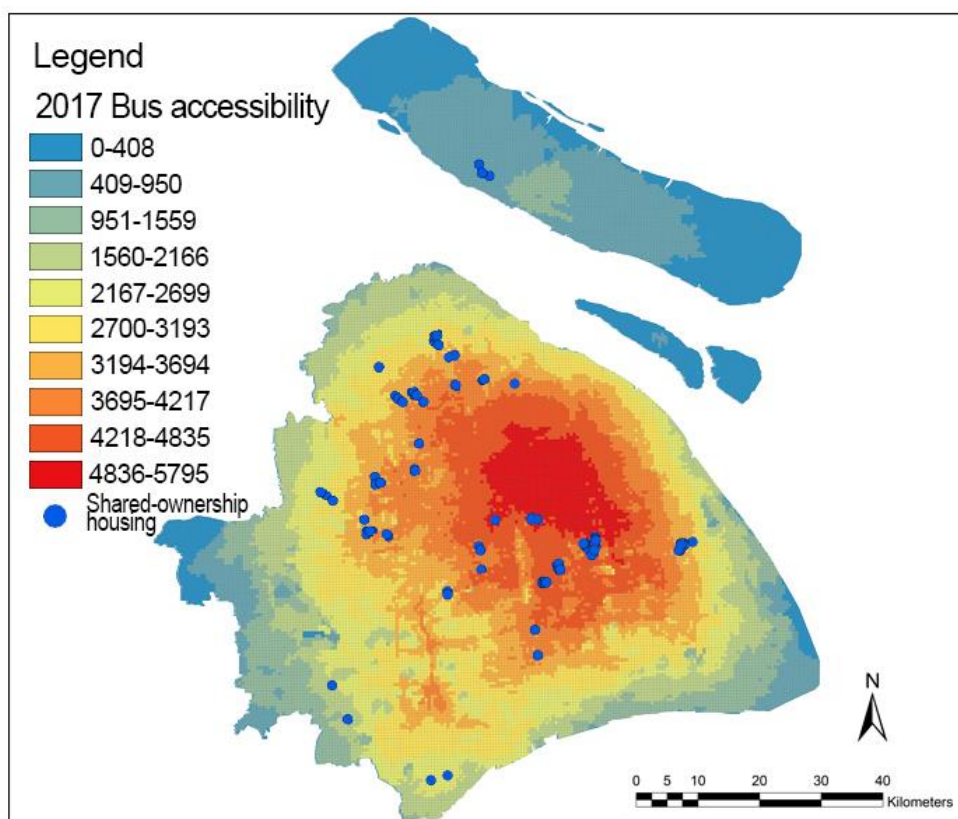 Legend
2017 Bus accessibility
0-408
409-950
951-1559
1560-2166
2167-2699
2700-3193
3194-3694
3695-4217
4218-4835
4836-5795
Shared-ownership
housing
N
0 5 10 20 30 40
Kilometers